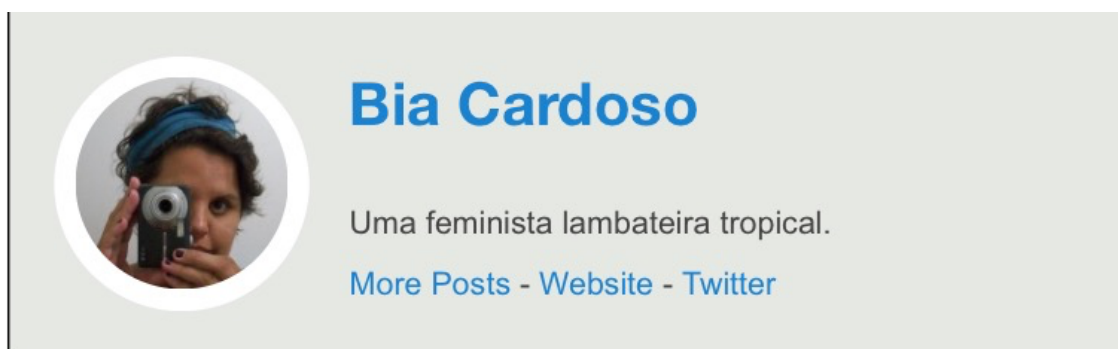 Bia Cardoso
Uma feminista lambateira tropical.
More Posts - Website - Twitter